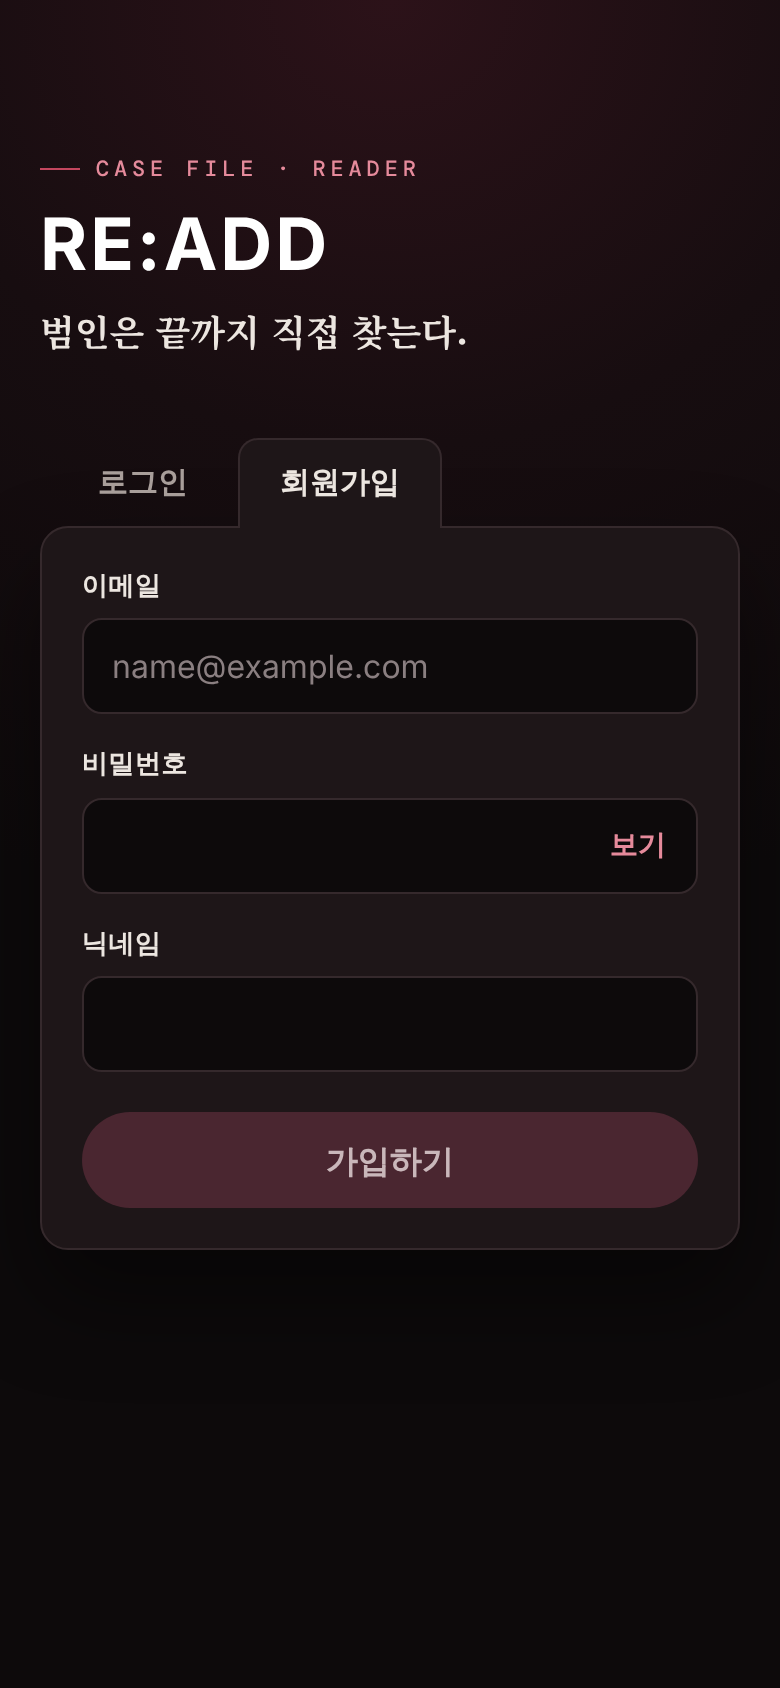 CASE FILE · READER
RE:ADD
범인은 끝까지 직접 찾는다.
로그인 회원가입
이메일
name@example.com
비밀번호
보기
닉네임
가입하기